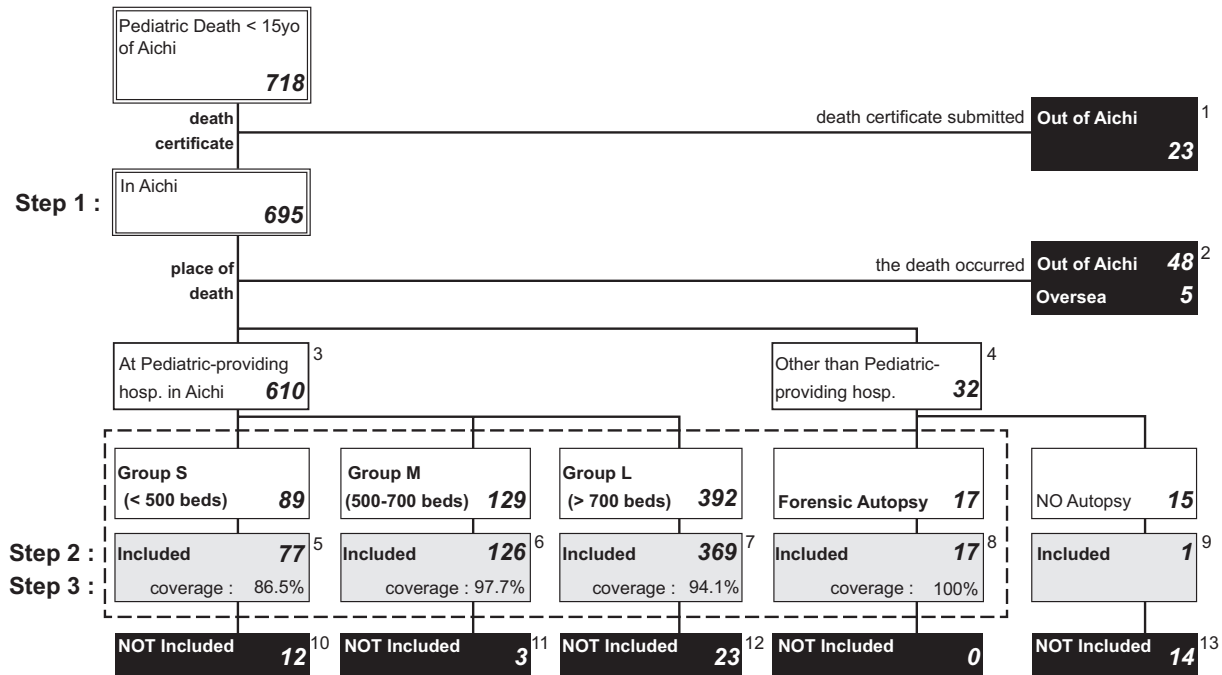 Pediatric Death < 15yo
of Aichi
718
death
certificate
death certificate submitted
Out of Aichi
1
23
Step 1 :
In Aichi
695
place of
death
the death occurred
Out of Aichi 48
2
Oversea 5
At Pediatric-providing
hosp. in Aichi 610
3
Other than Pediatric-
providing hosp. 32
4
Group S
(< 500 beds) 89
Group M
(500-700 beds) 129
Group L
(> 700 beds) 392
Forensic Autopsy 17
NO Autopsy 15
Step 2 :
Included 77
5
Included 126
6
Included 369
7
Included 17
8
Included 1
9
Step 3 :
coverage : 86.5%
coverage : 97.7%
coverage : 94.1%
coverage : 100%
NOT Included 12
10
NOT Included 3
11
NOT Included 23
12
NOT Included 0
NOT Included 14
13